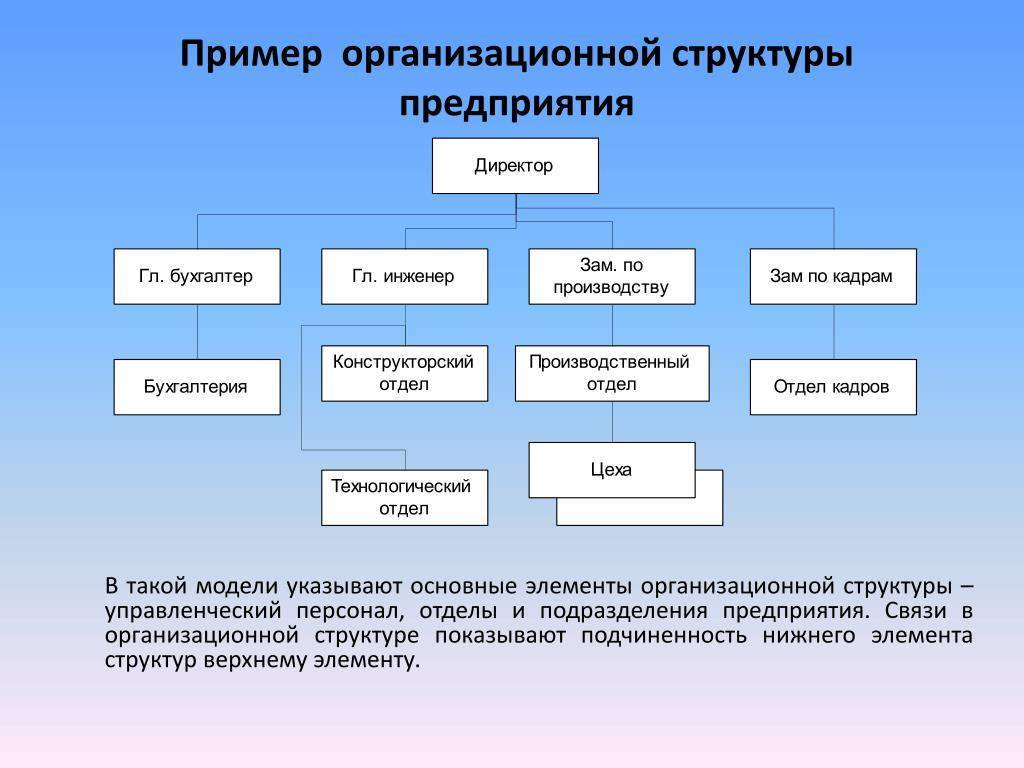 Пример организационной структуры
предприятия
Директор
Гл. бухгалтер
Гл. инженер
Зам. по
производству
Зам по кадрам
Бухгалтерия
Конструкторский
отдел
Производственный
отдел
Отдел кадров
Технологический
отдел
Цеха
В такой модели указывают основные элементы организационной структуры –
управленческий персонал, отделы и подразделения предприятия. Связи в
организационной структуре показывают подчиненность нижнего элемента
структур верхнему элементу.